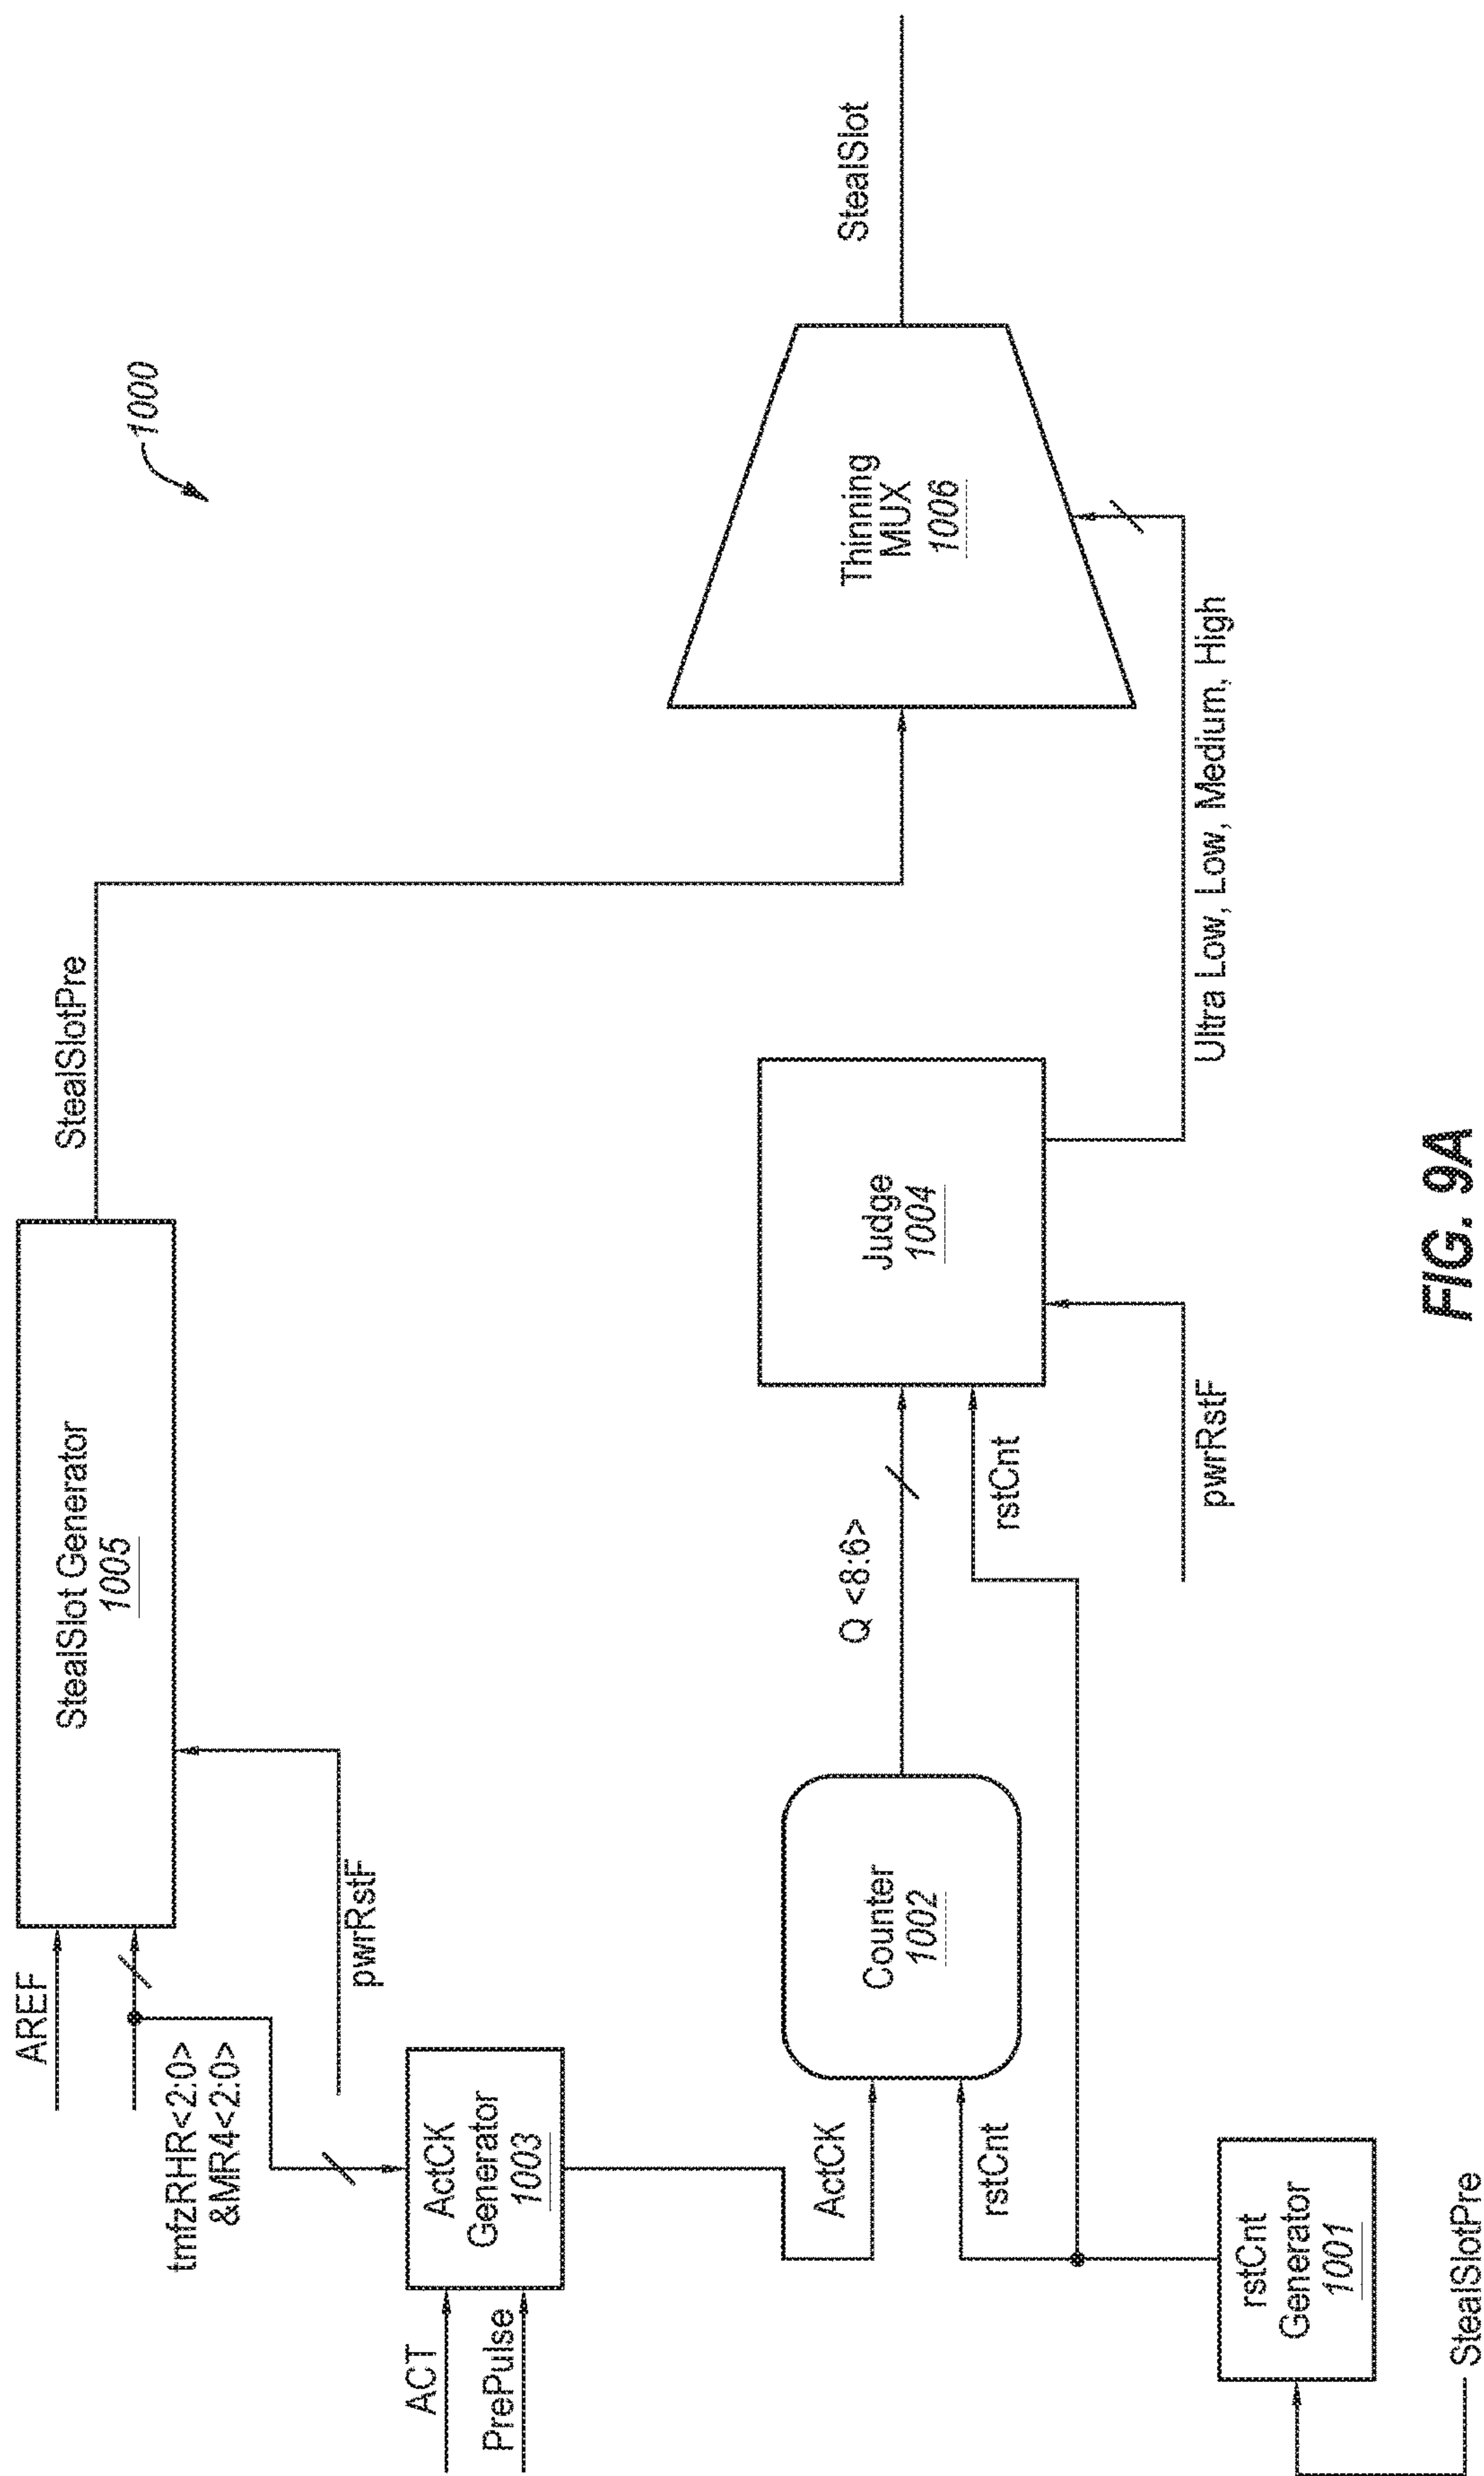 1000
AREF
tmfzRHR<2:0>
&MR4<2:0>
StealSlot Generator
1005
StealSlotPre
pwrRstF
ACT
PrePulse
ActCK
Generator
1003
ActCK
rstCnt
Counter
1002
Q <8:6>
rstCnt
Judge
1004
pwrRstF
Thinning
MUX
1006
StealSlot
Ultra Low, Low, Medium, High
rstCnt
Generator
1001
StealSlotPre
FIG. 9A